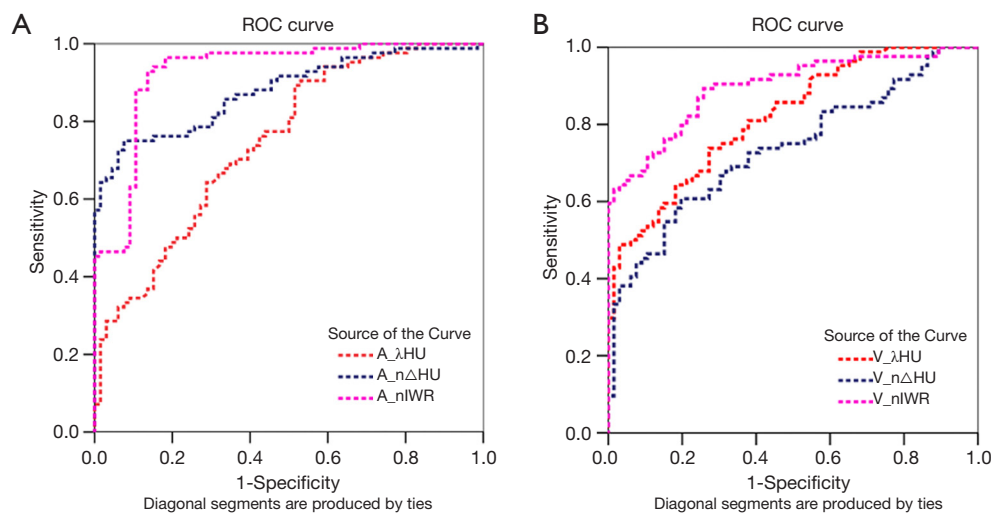 A
ROC curve
1.0
0.8
0.6
0.4
0.2
0.0
Sensitivity
Source of the Curve
A_λHU
A_n△HU
A_nIWR
0.0 0.2 0.4 0.6 0.8 1.0
1-Specificity
Diagonal segments are produced by ties
B
ROC curve
1.0
0.8
0.6
0.4
0.2
0.0
Sensitivity
Source of the Curve
V_λHU
V_n△HU
V_nIWR
0.0 0.2 0.4 0.6 0.8 1.0
1-Specificity
Diagonal segments are produced by ties